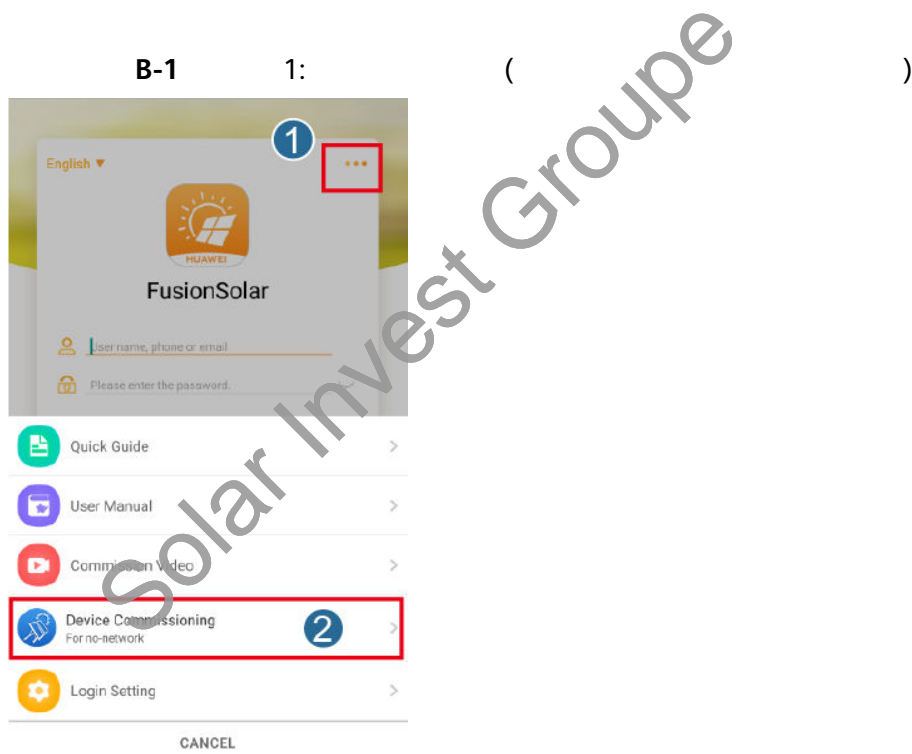 B-1 1: ( )
1
English ▼ •••
HUAWEI
FusionSolar
User name, phone or email
Please enter the password.
Quick Guide
User Manual
Commission Video
Device Commissioning
For no-network
2
Login Setting
CANCEL
Solar Invest Groupe